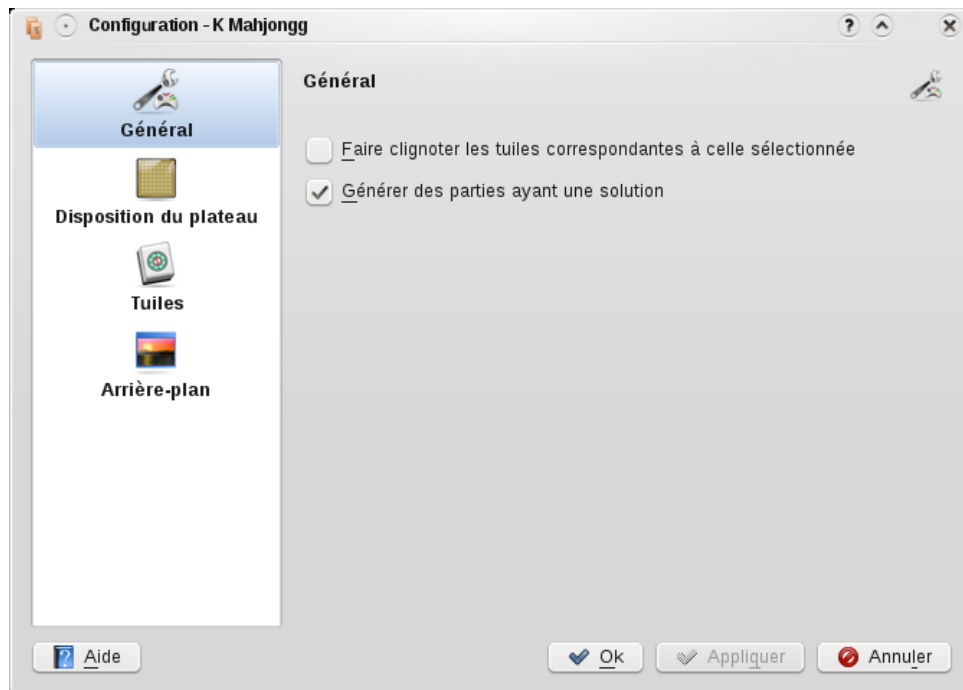 Configuration - K Mahjongg
Général
Disposition du plateau
Tuiles
Arrière-plan
Général
Faire clignoter les tuiles correspondantes à celle sélectionnée
Générer des parties ayant une solution
Aide
Ok
Appliquer
Annuler